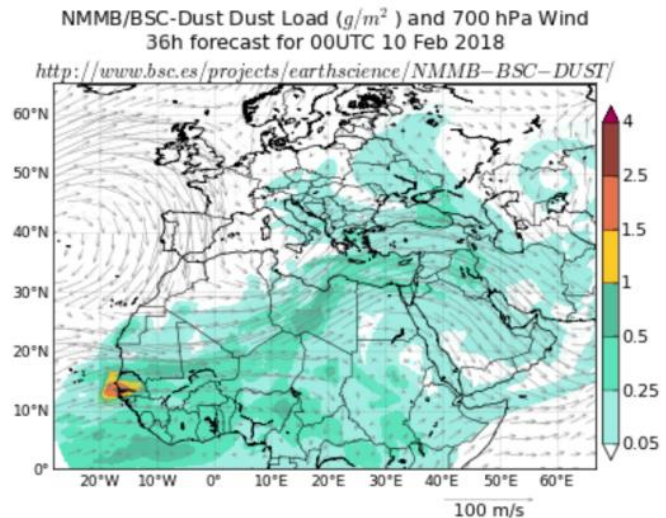 NMMB/BSC-Dust Dust Load (g/m² ) and 700 hPa Wind
36h forecast for 00UTC 10 Feb 2018
http://www.bsc.es/projects/earthscience/NMMB−BSC−DUST/
60°N
50°N
40°N
30°N
20°N
10°N
0°
20°W
10°W
0°
10°E
20°E
30°E
40°E
50°E
60°E
4
2.5
1.5
1
0.5
0.25
0.05
100 m/s